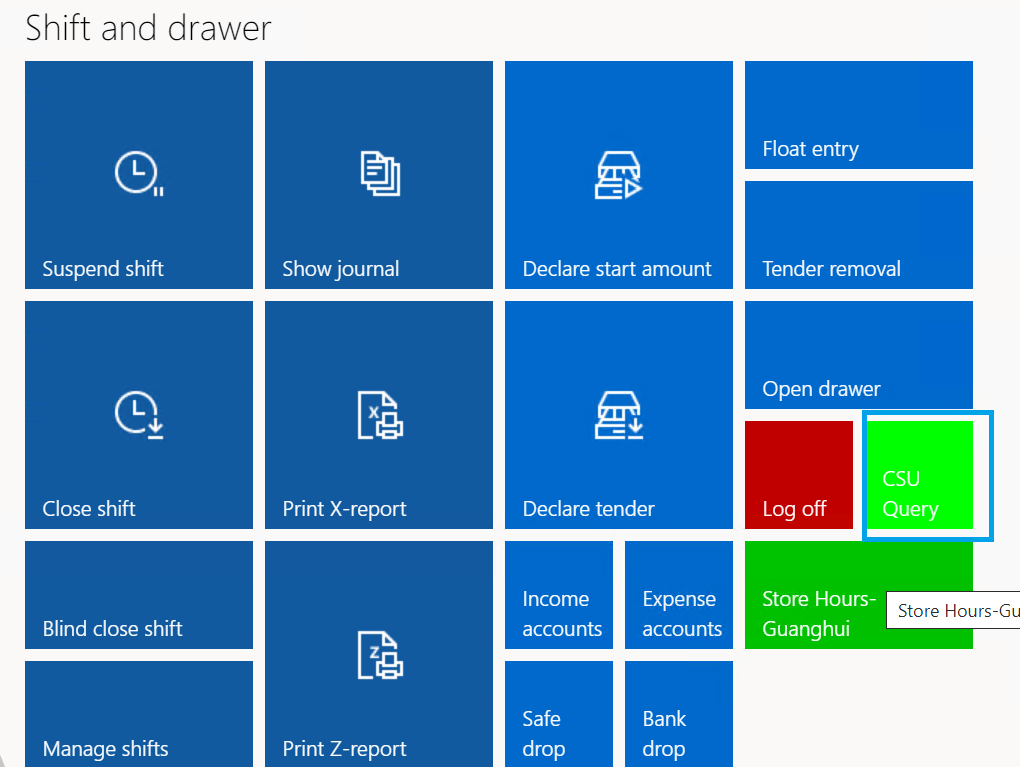 Shift and drawer
Suspend shift
Show journal
Declare start amount
Float entry
Tender removal
Close shift
X
Print X-report
Declare tender
Open drawer
Log off
CSU
Query
Blind close shift
Z
Print Z-report
Income
accounts
Expense
accounts
Store Hours-
Guanghui
Store Hours-Gu
Manage shifts
Safe
drop
Bank
drop